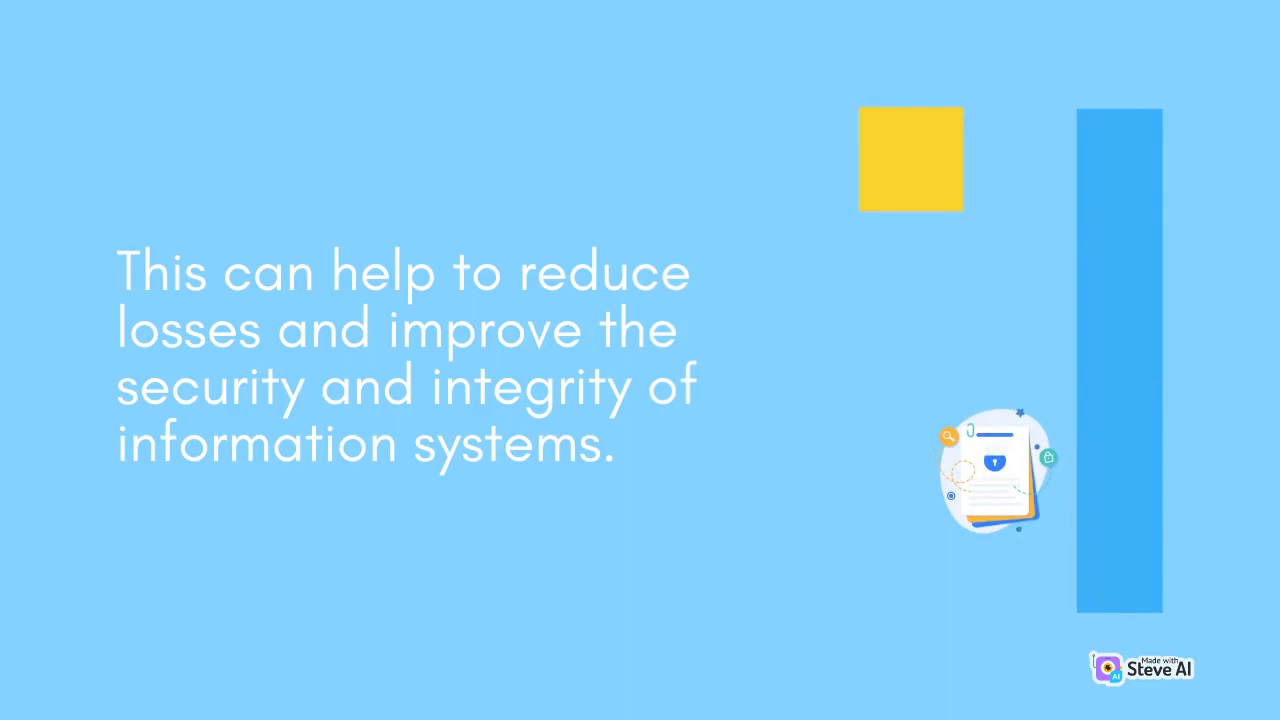 This can help to reduce
losses and improve the
security and integrity of
information systems.
Made with
Steve AI
AI